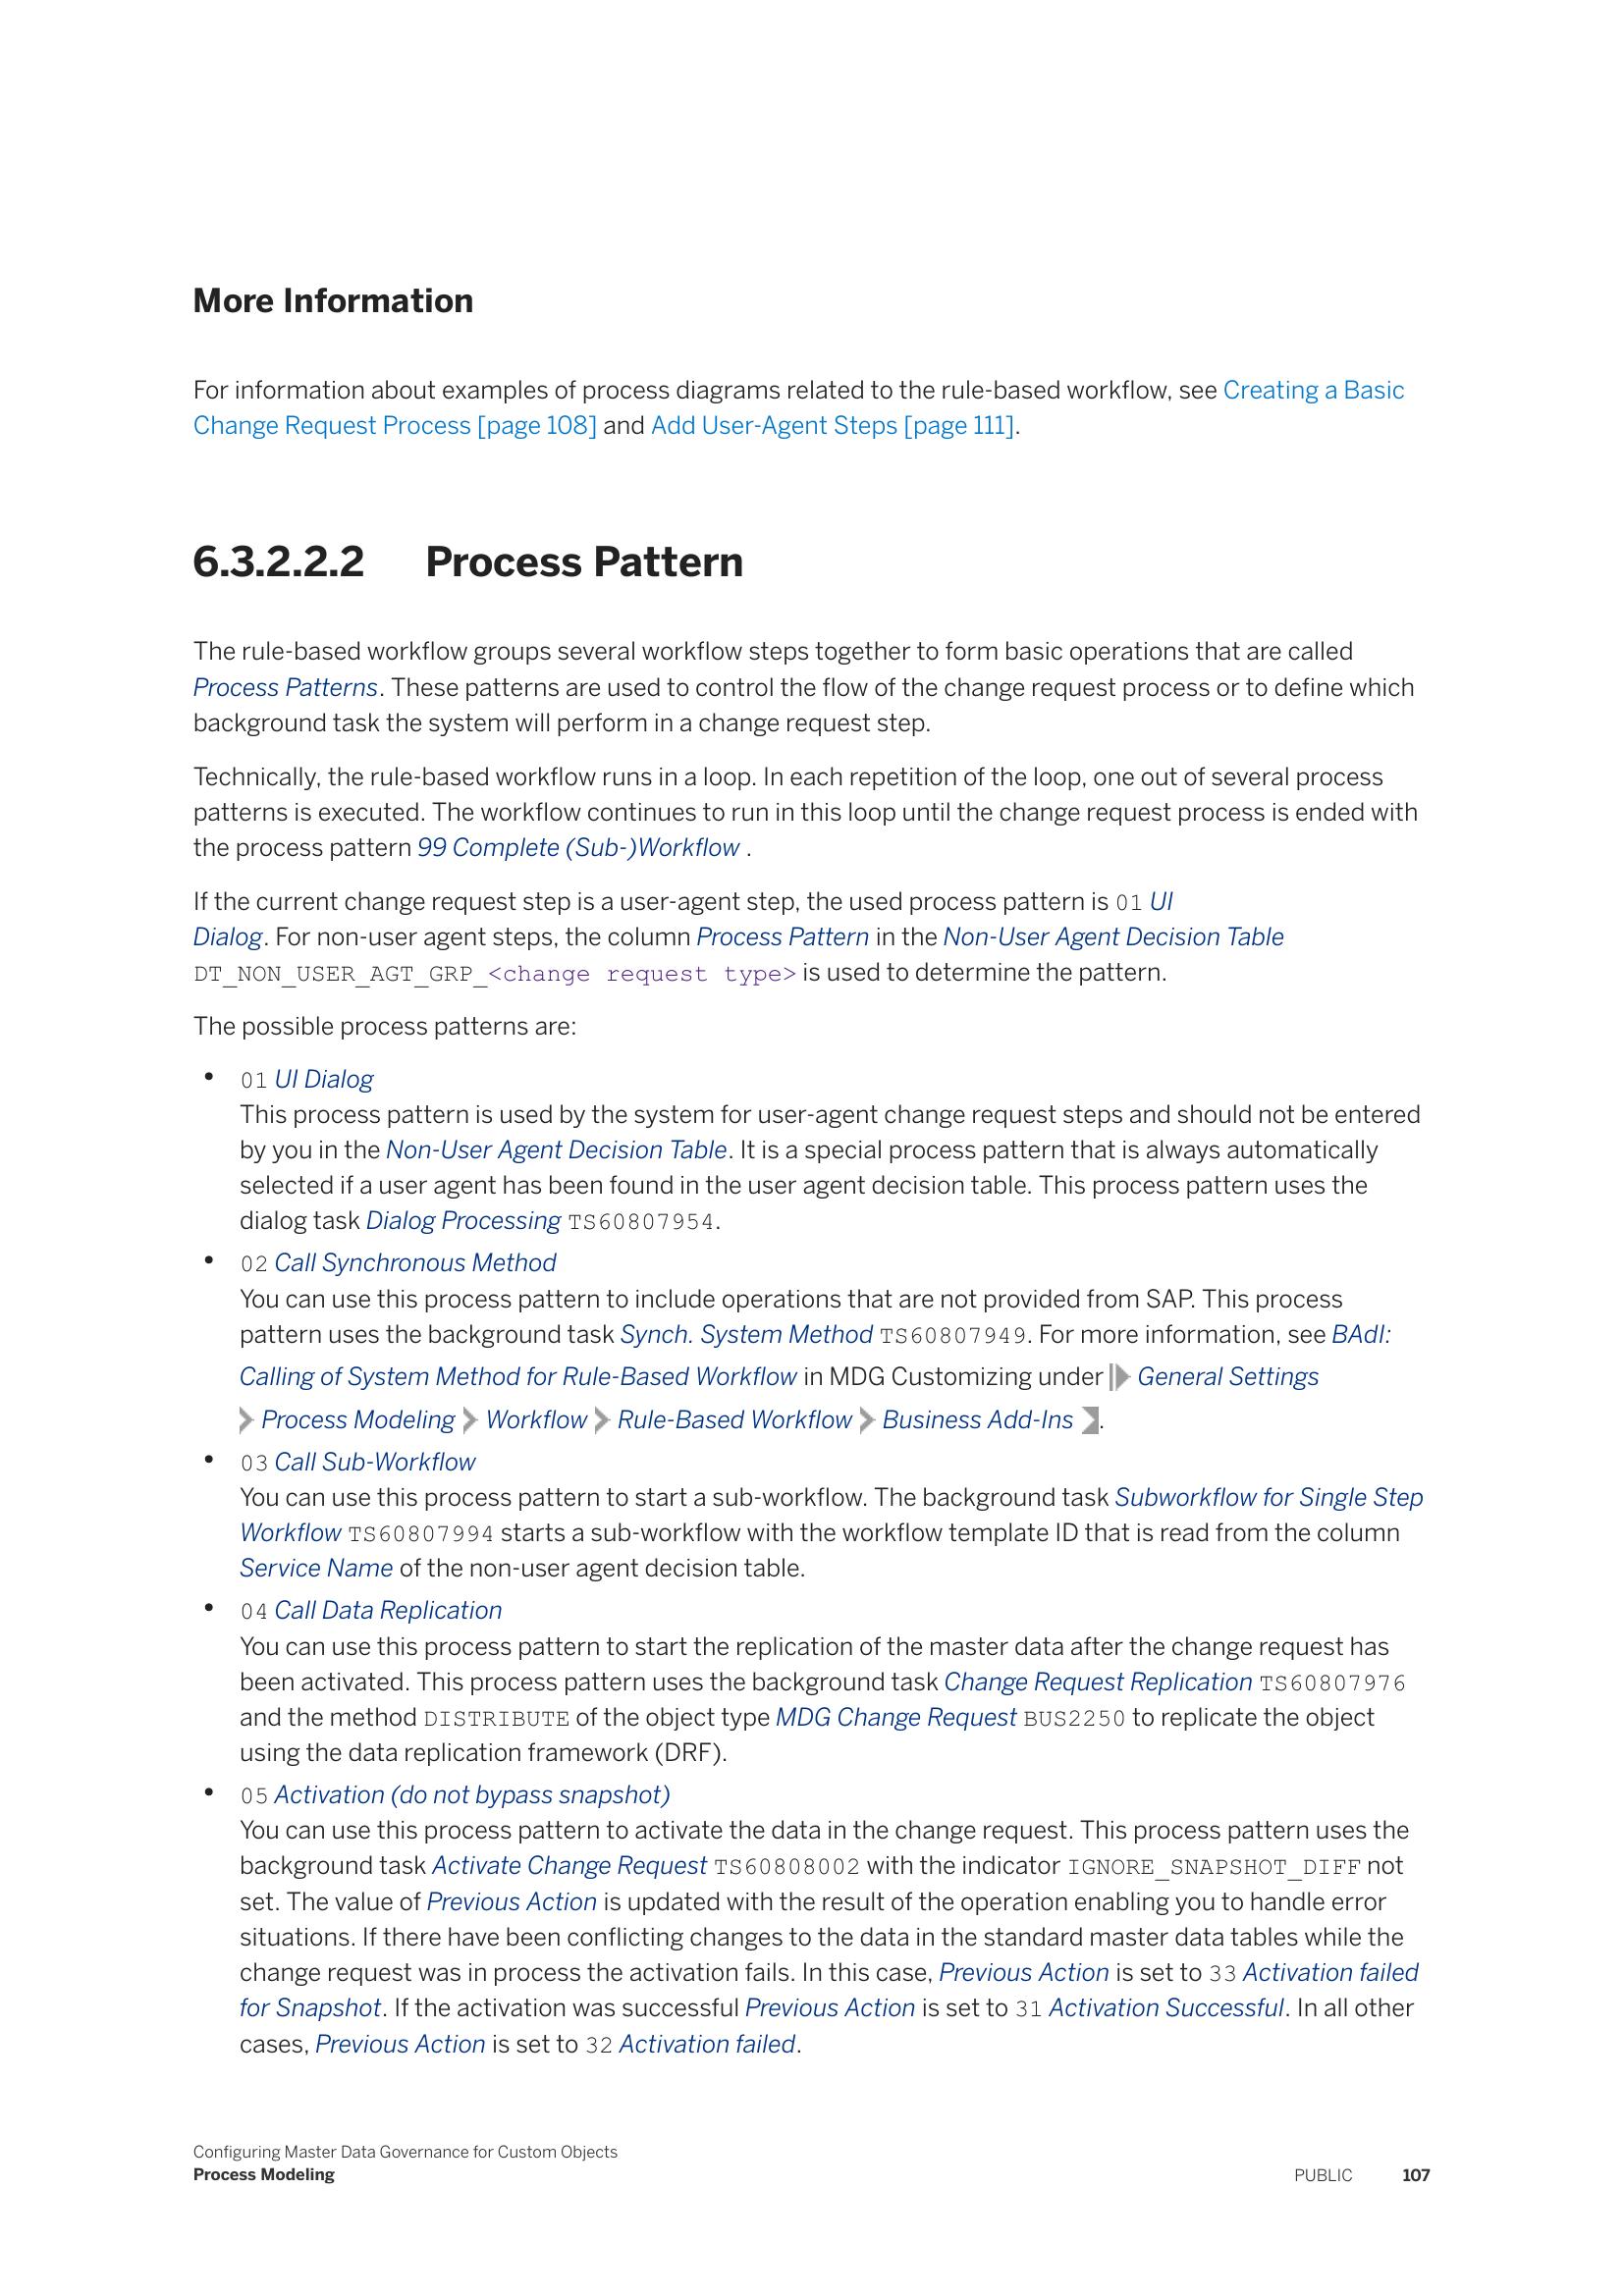 More Information
For information about examples of process diagrams related to the rule-based workflow, see Creating a Basic
Change Request Process [page 108] and Add User-Agent Steps [page 111].
6.3.2.2.2 Process Pattern
The rule-based workflow groups several workflow steps together to form basic operations that are called
Process Patterns. These patterns are used to control the flow of the change request process or to define which
background task the system will perform in a change request step.
Technically, the rule-based workflow runs in a loop. In each repetition of the loop, one out of several process
patterns is executed. The workflow continues to run in this loop until the change request process is ended with
the process pattern 99 Complete (Sub-)Workflow .
If the current change request step is a user-agent step, the used process pattern is 01 UI
Dialog. For non-user agent steps, the column Process Pattern in the Non-User Agent Decision Table
DT_NON_USER_AGT_GRP_<change request type> is used to determine the pattern.
The possible process patterns are:
• 01 UI Dialog
This process pattern is used by the system for user-agent change request steps and should not be entered
by you in the Non-User Agent Decision Table. It is a special process pattern that is always automatically
selected if a user agent has been found in the user agent decision table. This process pattern uses the
dialog task Dialog Processing TS60807954.
• 02 Call Synchronous Method
You can use this process pattern to include operations that are not provided from SAP. This process
pattern uses the background task Synch. System Method TS60807949. For more information, see BAdI:
Calling of System Method for Rule-Based Workflow in MDG Customizing under General Settings
Process Modeling Workflow Rule-Based Workflow Business Add-Ins .
• 03 Call Sub-Workflow
You can use this process pattern to start a sub-workflow. The background task Subworkflow for Single Step
Workflow TS60807994 starts a sub-workflow with the workflow template ID that is read from the column
Service Name of the non-user agent decision table.
• 04 Call Data Replication
You can use this process pattern to start the replication of the master data after the change request has
been activated. This process pattern uses the background task Change Request Replication TS60807976
and the method DISTRIBUTE of the object type MDG Change Request BUS2250 to replicate the object
using the data replication framework (DRF).
• 05 Activation (do not bypass snapshot)
You can use this process pattern to activate the data in the change request. This process pattern uses the
background task Activate Change Request TS60808002 with the indicator IGNORE_SNAPSHOT_DIFF not
set. The value of Previous Action is updated with the result of the operation enabling you to handle error
situations. If there have been conflicting changes to the data in the standard master data tables while the
change request was in process the activation fails. In this case, Previous Action is set to 33 Activation failed
for Snapshot. If the activation was successful Previous Action is set to 31 Activation Successful. In all other
cases, Previous Action is set to 32 Activation failed.
Configuring Master Data Governance for Custom Objects
Process Modeling
PUBLIC 107